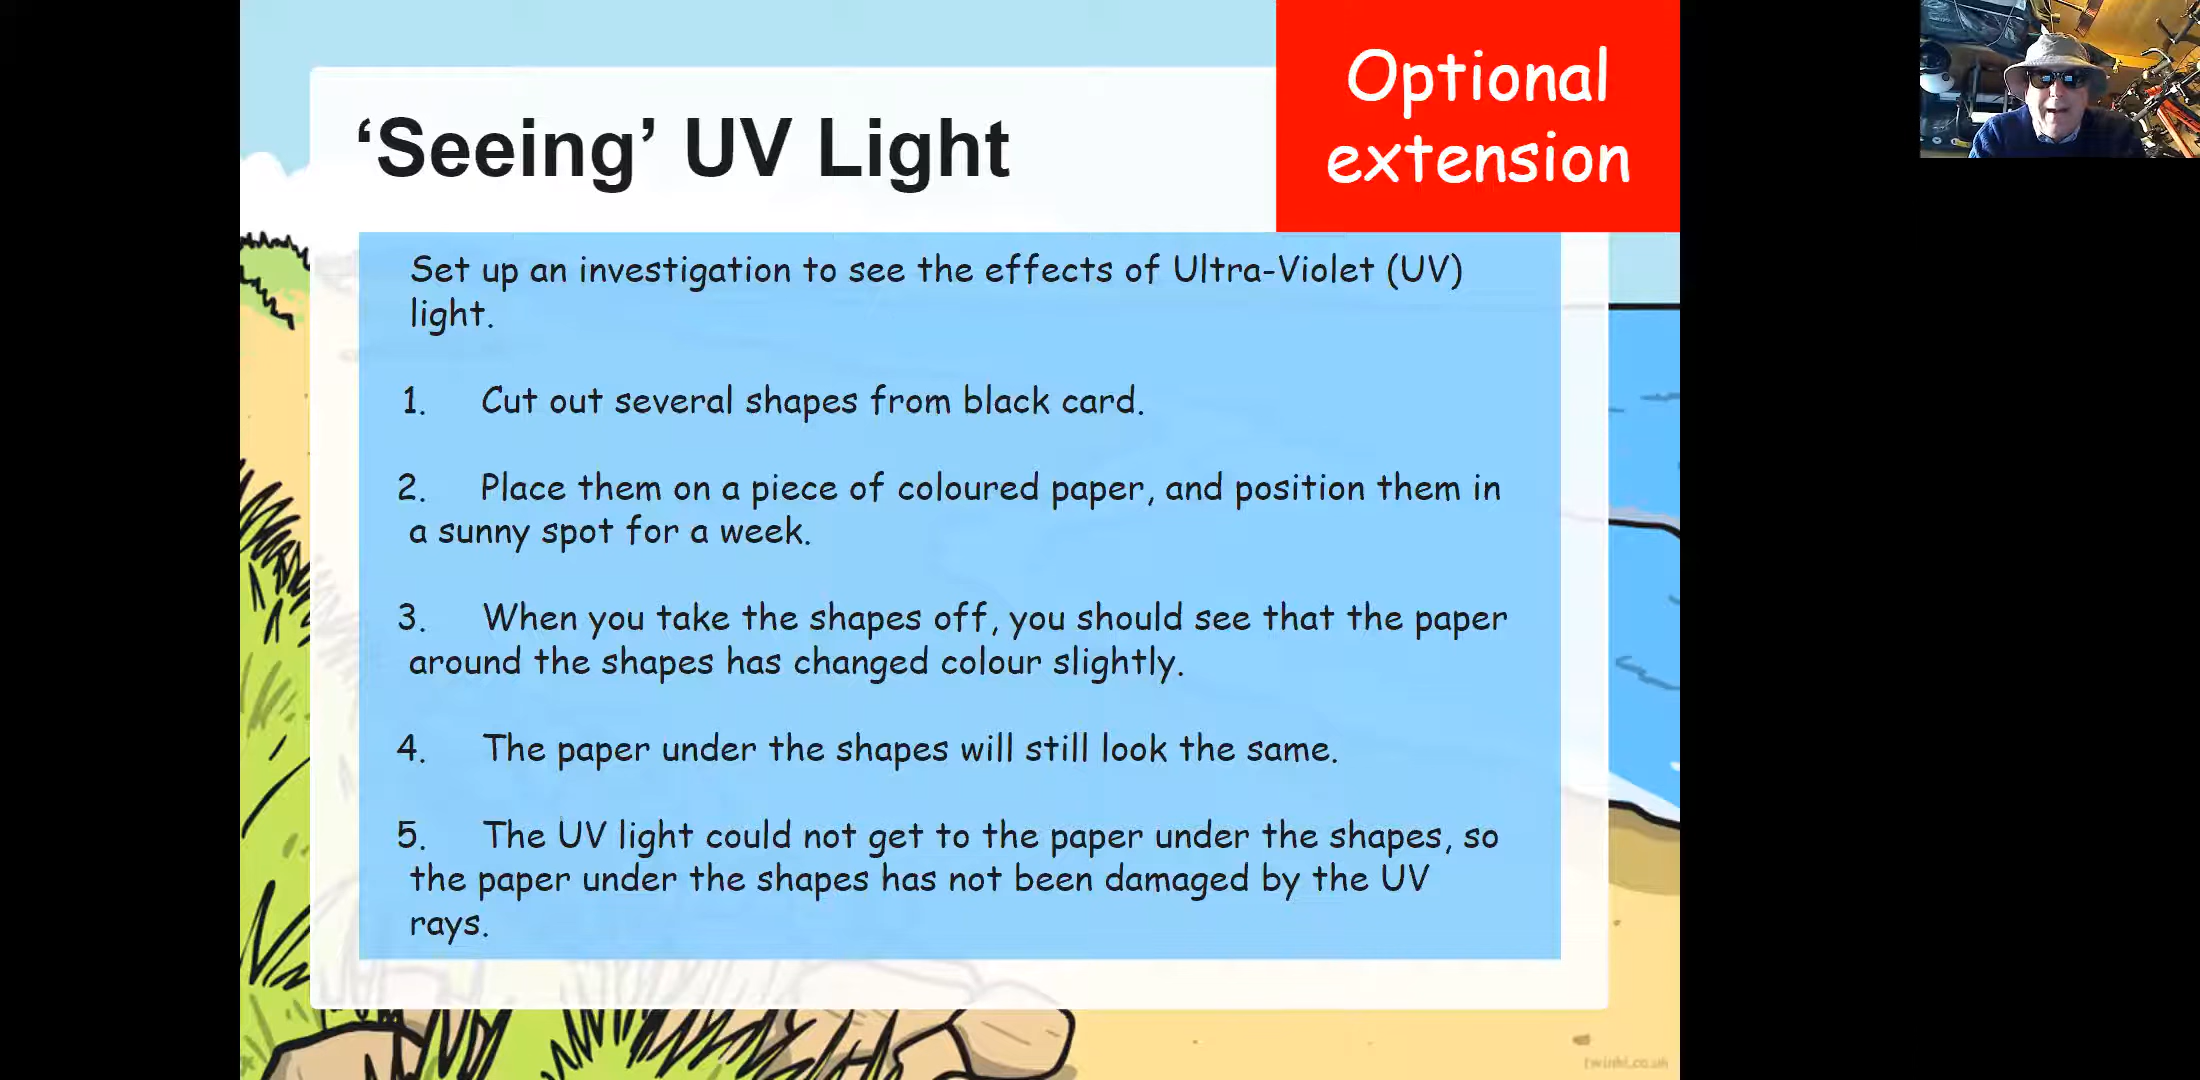 ‘Seeing’ UV Light
Optional
extension
Set up an investigation to see the effects of Ultra-Violet (UV)
light.
1. Cut out several shapes from black card.
2. Place them on a piece of coloured paper, and position them in
a sunny spot for a week.
3. When you take the shapes off, you should see that the paper
around the shapes has changed colour slightly.
4. The paper under the shapes will still look the same.
5. The UV light could not get to the paper under the shapes, so
the paper under the shapes has not been damaged by the UV
rays.
twinkl.co.uk